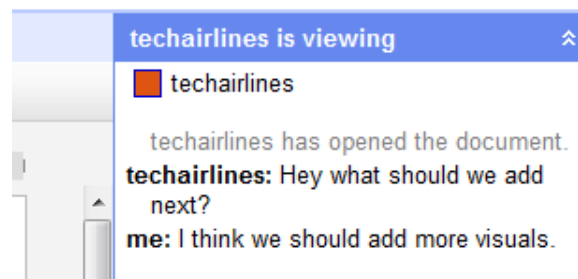 techairlines is viewing
techairlines
techairlines has opened the document.
techairlines: Hey what should we add
next?
me: I think we should add more visuals.